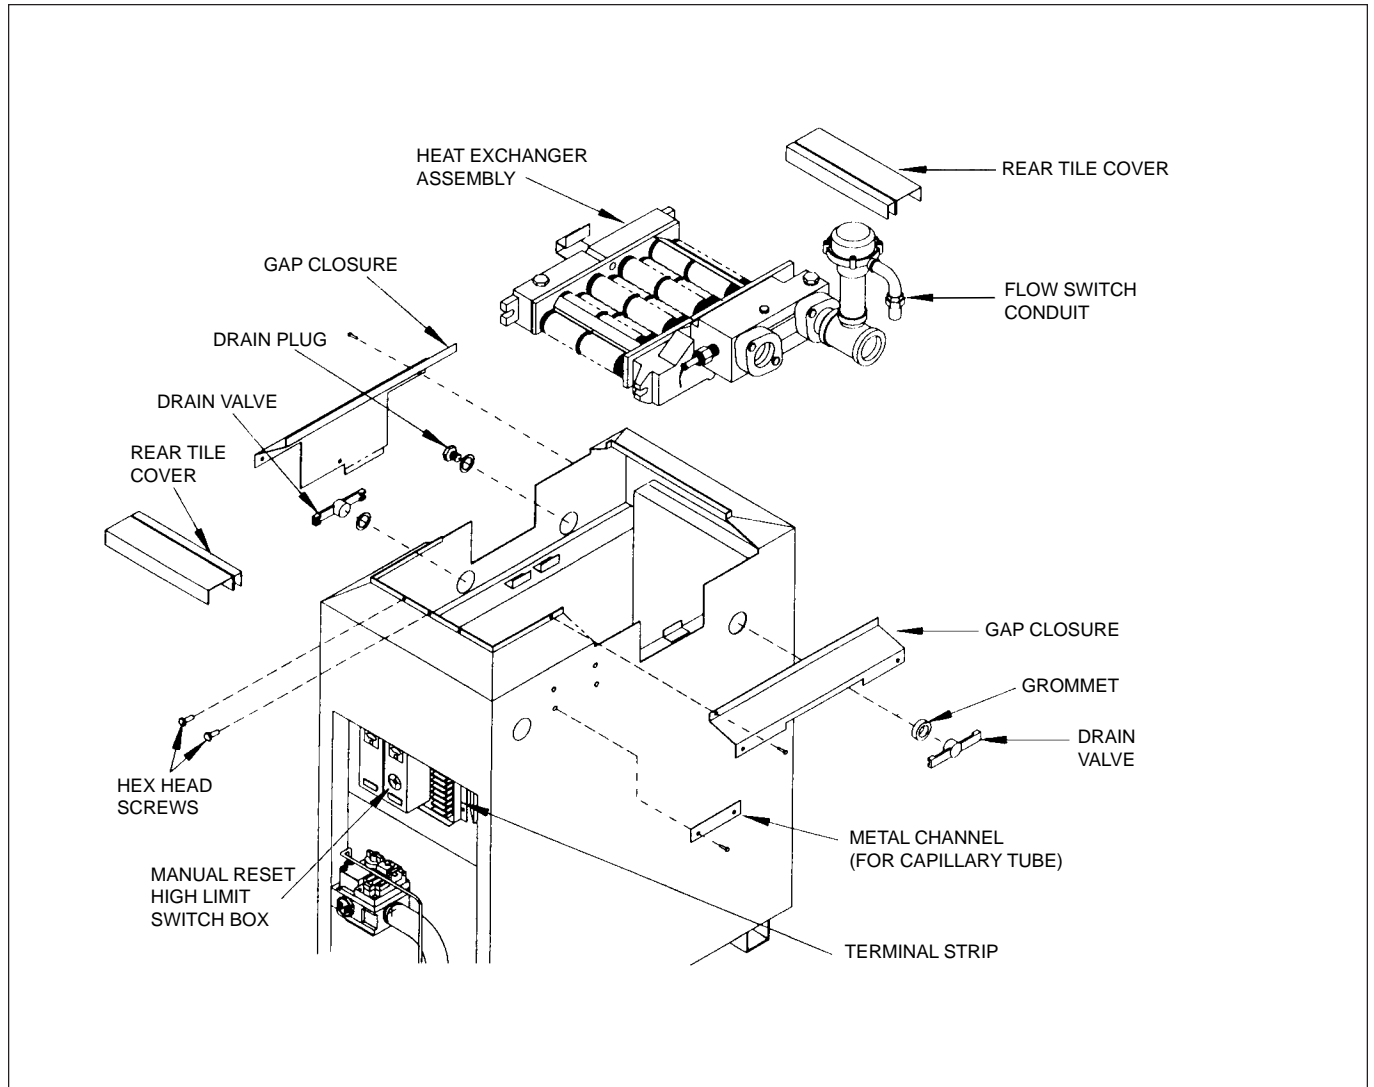 HEAT EXCHANGER
ASSEMBLY
REAR TILE COVER
GAP CLOSURE
FLOW SWITCH
CONDUIT
DRAIN PLUG
DRAIN VALVE
REAR TILE
COVER
GAP CLOSURE
GROMMET
DRAIN
VALVE
HEX HEAD
SCREWS
METAL CHANNEL
(FOR CAPILLARY TUBE)
MANUAL RESET
HIGH LIMIT
SWITCH BOX
TERMINAL STRIP